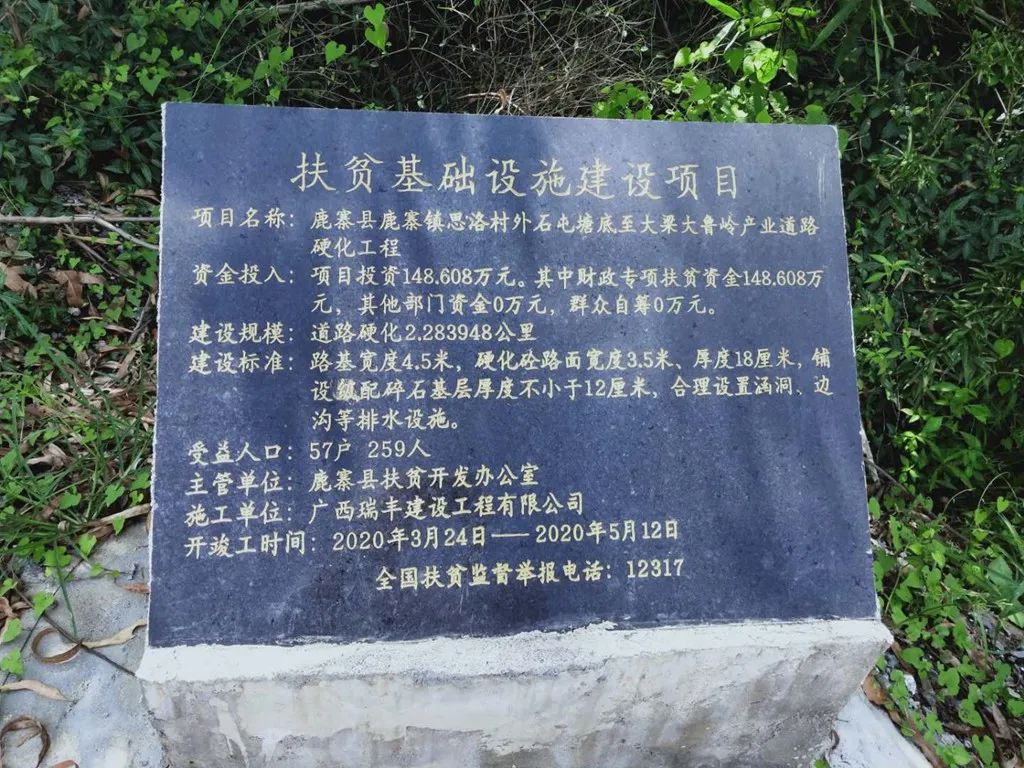 扶贫基础设施建设项目
项目名称：鹿寨县鹿寨镇思洛村外石屯塘底至大梁大鲁岭产业道路
硬化工程
资金投入：项目投资148.608万元。其中财政专项扶贫资金148.608万
元，其他部门资金0万元，群众自筹0万元。
建设规模：道路硬化2.283948公里
建设标准：路基宽度4.5米，硬化砼路面宽度3.5米、厚度18厘米，铺
设级配碎石基层厚度不小于12厘米，合理设置涵洞、边
沟等排水设施。
受益人口：57户 259人
主管单位：鹿寨县扶贫开发办公室
施工单位：广西瑞丰建设工程有限公司
开竣工时间：2020年3月24日——2020年5月12日
全国扶贫监督举报电话：12317